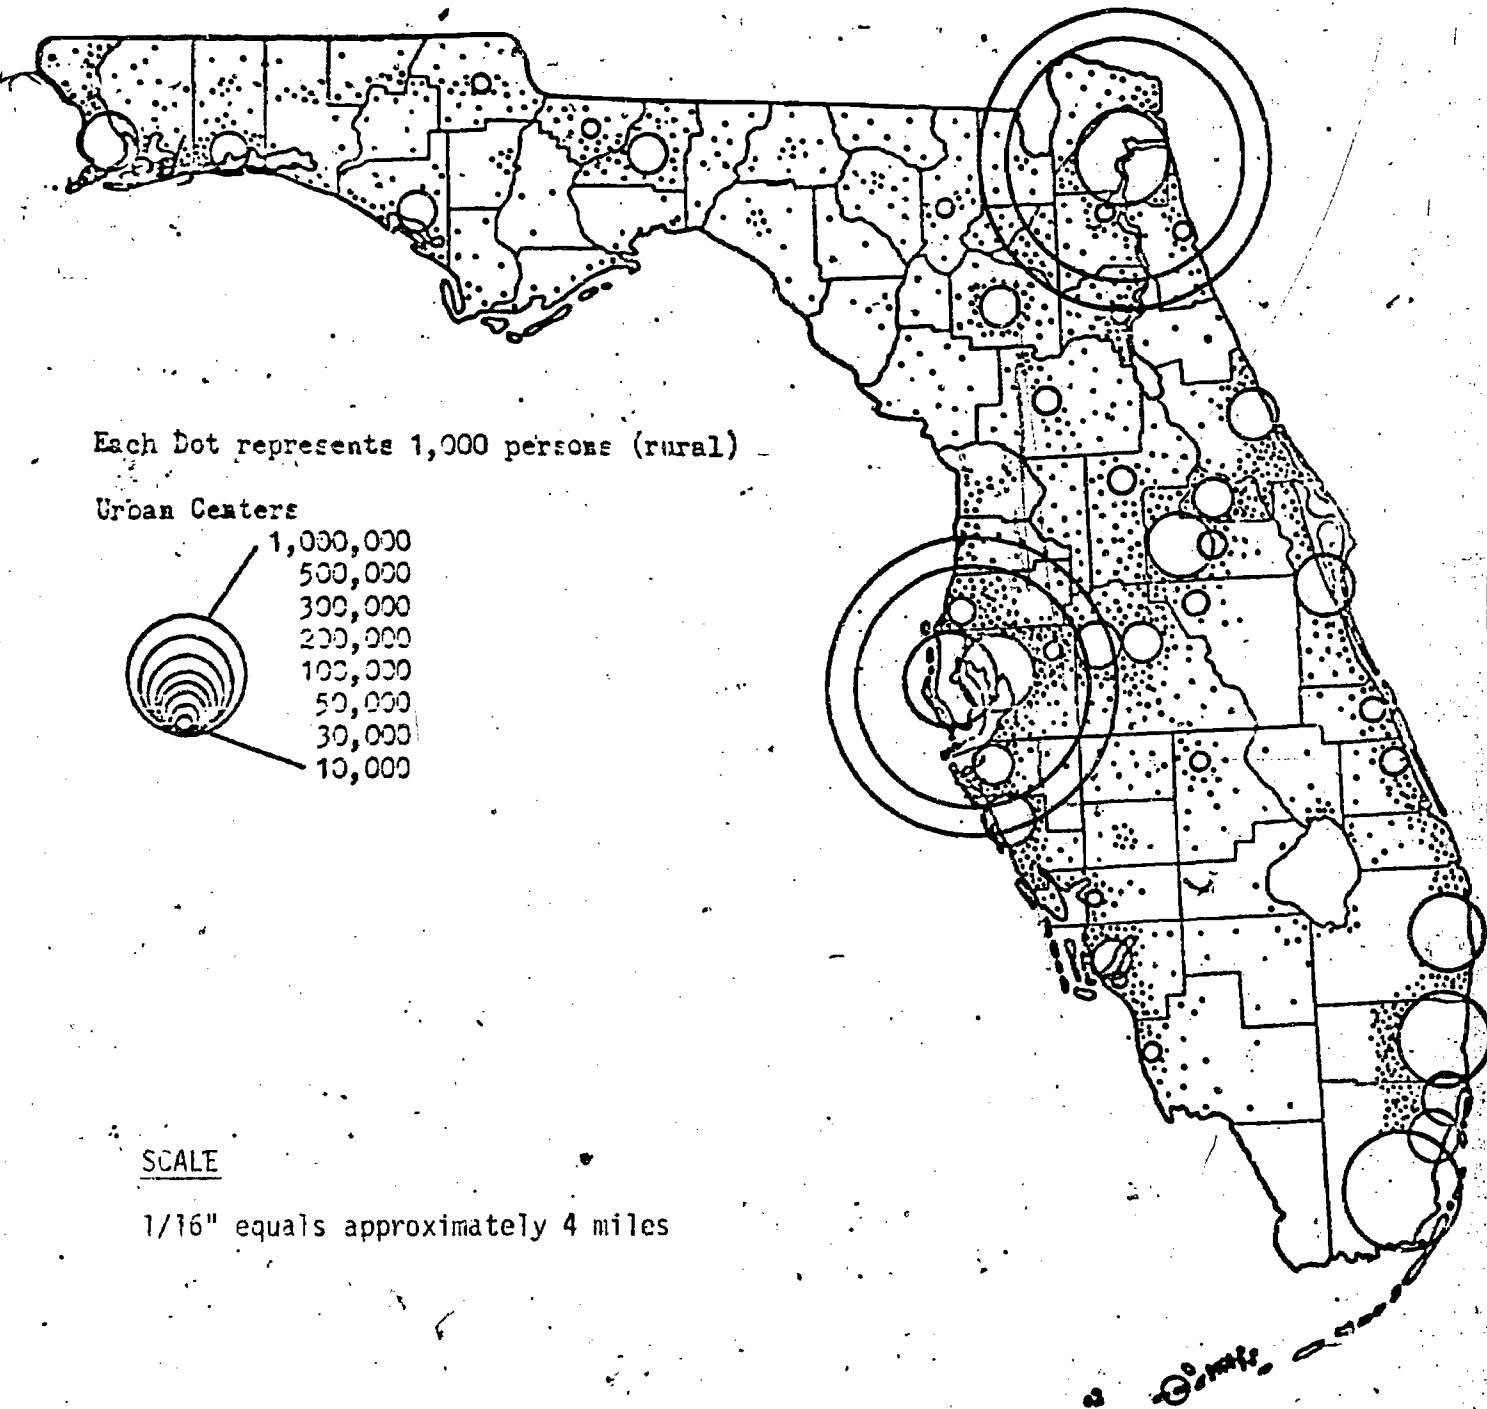 Each Dot represents 1,000 persons (rural)
Urban Centers
1,000,000
500,000
300,000
200,000
100,000
50,000
30,000
10,000
SCALE
1/16" equals approximately 4 miles